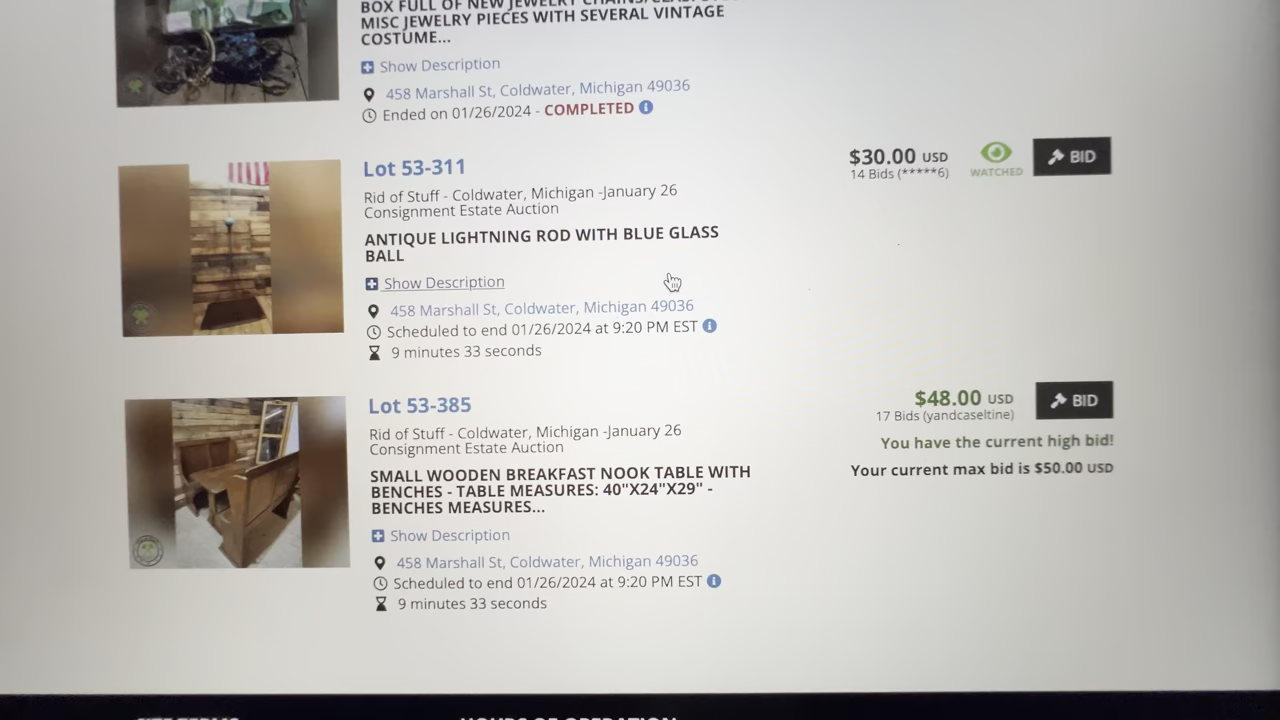 BOX FULL OF NEW JEWELRY
MISC JEWELRY PIECES WITH SEVERAL VINTAGE
COSTUME...
Show Description
458 Marshall St, Coldwater, Michigan 49036
Ended on 01/26/2024 - COMPLETED
Lot 53-311
$30.00 USD
14 Bids (*****6)
WATCHED
BID
Rid of Stuff - Coldwater, Michigan -January 26
Consignment Estate Auction
ANTIQUE LIGHTNING ROD WITH BLUE GLASS
BALL
Show Description
458 Marshall St, Coldwater, Michigan 49036
Scheduled to end 01/26/2024 at 9:20 PM EST
9 minutes 33 seconds
Lot 53-385
$48.00 USD
17 Bids (yandcaseltine)
BID
You have the current high bid!
Your current max bid is $50.00 USD
Rid of Stuff - Coldwater, Michigan -January 26
Consignment Estate Auction
SMALL WOODEN BREAKFAST NOOK TABLE WITH
BENCHES - TABLE MEASURES: 40"X24"X29" -
BENCHES MEASURES...
Show Description
458 Marshall St, Coldwater, Michigan 49036
Scheduled to end 01/26/2024 at 9:20 PM EST
9 minutes 33 seconds
HOURS OF OPERATION